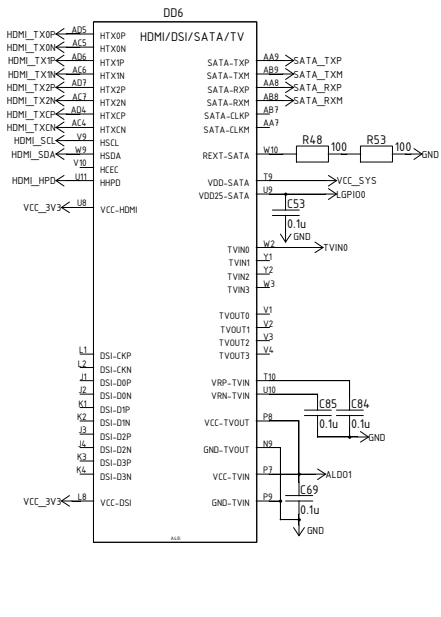 DD6
HDMI/DSI/SATA/TV
HDMI_TX0P AD5 HTX0P
HDMI_TX0N AC5 HTX0N
HDMI_TX1P AD6 HTX1P
HDMI_TX1N AC6 HTX1N
HDMI_TX2P AD7 HTX2P
HDMI_TX2N AC7 HTX2N
HDMI_TXCP AD4 HTXCP
HDMI_TXCN AC4 HTXCN
HDMI_SCL V9 HSCL
HDMI_SDA W9 HSDA
V10 HCEC
HDMI_HPD U11 HHPD
VCC_3V3 U8 VCC-HDMI
L1 DSI-CKP
L2 DSI-CKN
J1 DSI-D0P
J2 DSI-D0N
K1 DSI-D1P
K2 DSI-D1N
J3 DSI-D2P
J4 DSI-D2N
K3 DSI-D3P
K4 DSI-D3N
VCC_3V3 L8 VCC-DSI
SATA-TXP AA9 SATA_TXP
SATA-TXM AB9 SATA_TXM
SATA-RXP AA8 SATA_RXP
SATA-RXM AB8 SATA_RXM
SATA-CLKP AB7
SATA-CLKM AA7
REXT-SATA W10 R48 100 R53 100 GND
VDD-SATA T9 VCC_SYS
VDD25-SATA U9 LGPIO0
C53
0.1u
GND
TVIN0 W2 TVIN0
TVIN1 Y1
TVIN2 Y2
TVIN3 W3
TVOUT0 V1
TVOUT1 V2
TVOUT2 V3
TVOUT3 V4
VRP-TVIN T10
VRN-TVIN U10
C85 C84
0.1u 0.1u
GND
VCC-TVOUT P8
GND-TVOUT N9
VCC-TVIN P7 ALDO1
C69
GND-TVIN P9
0.1u
GND